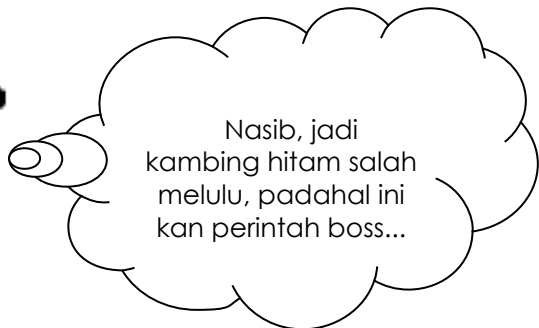 Nasib, jadi
kambing hitam salah
melulu, padahal ini
kan perintah boss...